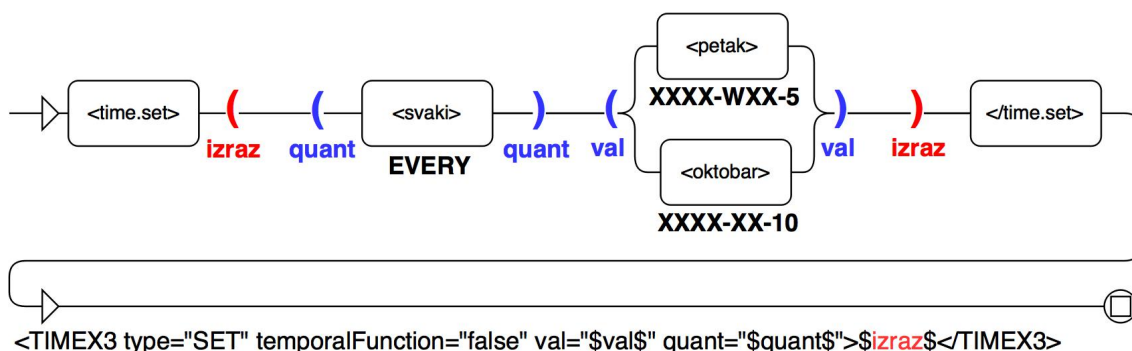 <petak>
XXXX-WXX-5
<time.set> ( ( <svaki> ) ( ) ) </time.set>
izraz quant EVERY quant val val izraz
<oktobar>
XXXX-XX-10
<TIMEX3 type="SET" temporalFunction="false" val="$val$" quant="$quant$">$izraz$</TIMEX3>